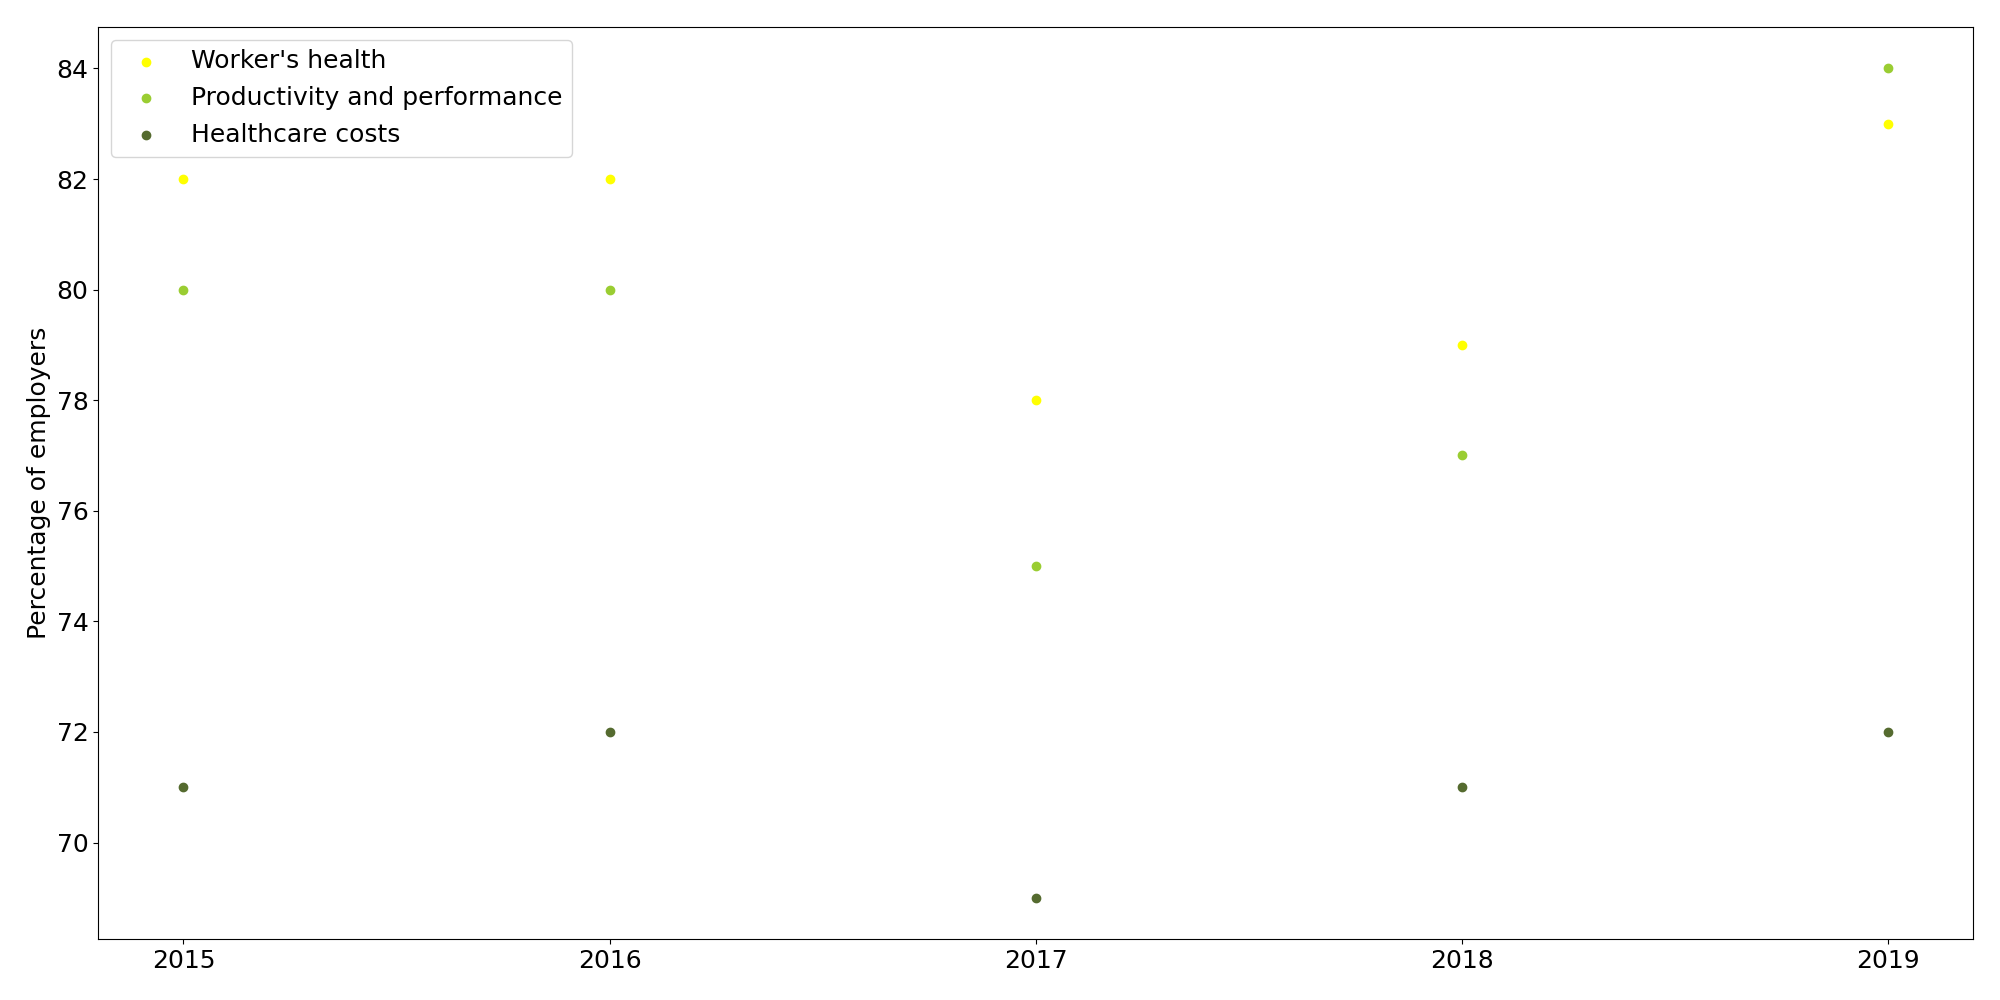 Worker's health
Productivity and performance
Healthcare costs
Percentage of employers
84
82
80
78
76
74
72
70
2015 2016 2017 2018 2019